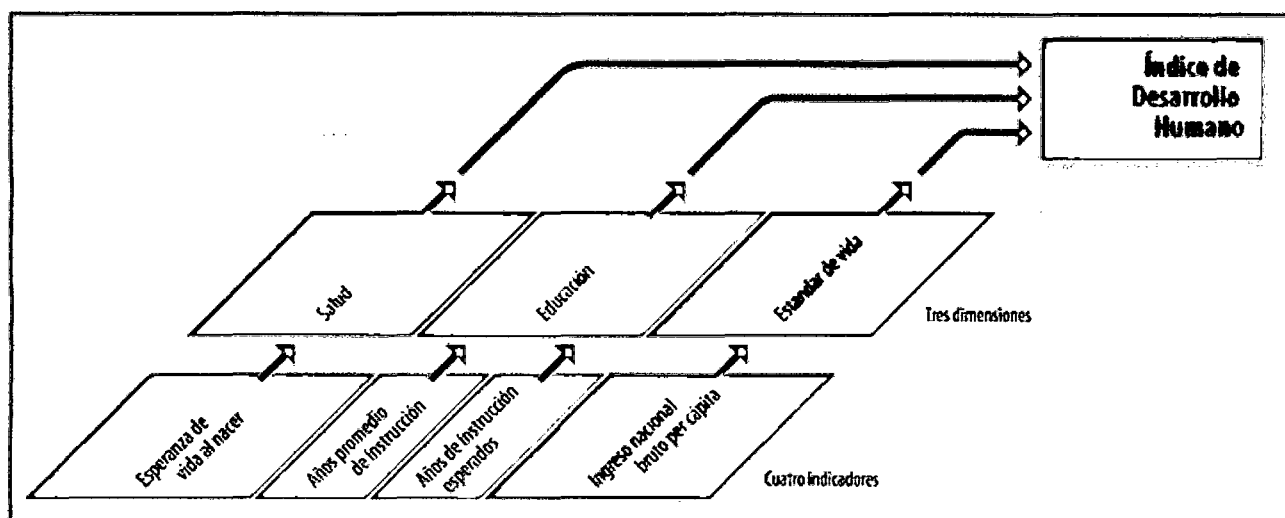 Índice de
Desarrollo
Humano
Salud
Educación
Estandar de vida
Tres dimensiones
Esperanza de
vida al nacer
Años promedio
de instrucción
Años de instrucción
esperados
Ingreso nacional
bruto per cápita
Cuatro indicadores